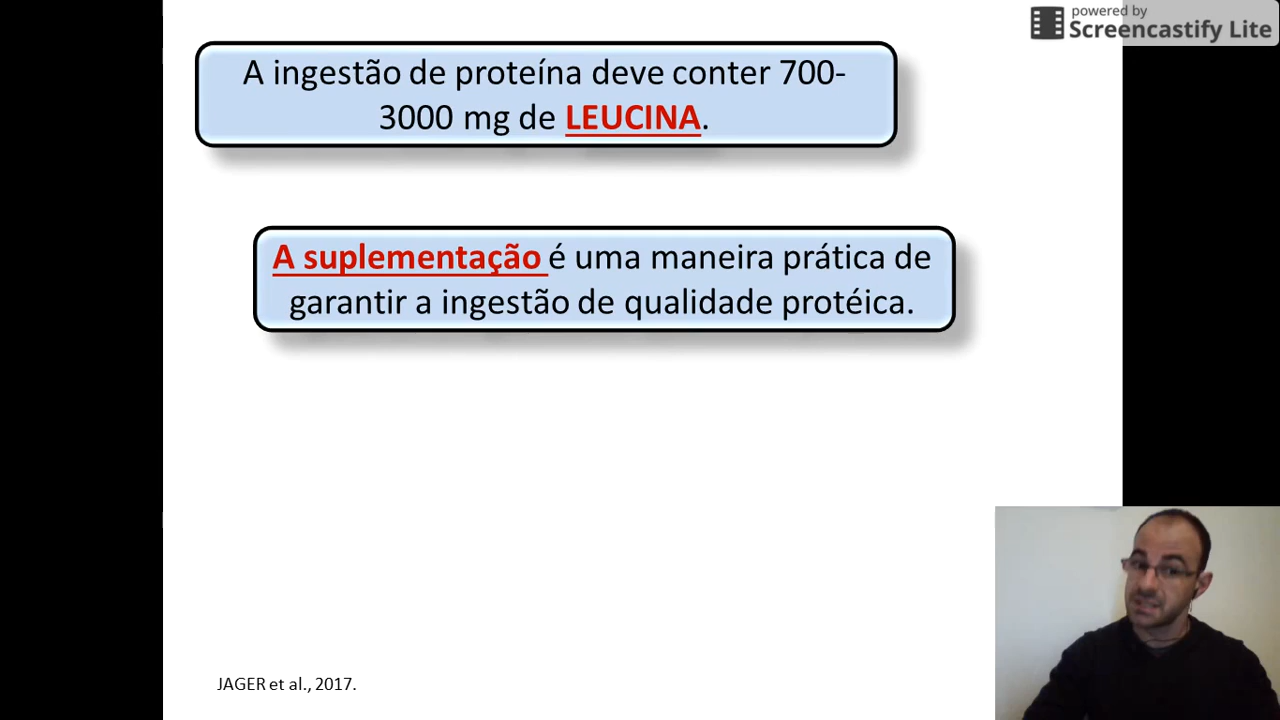 powered by
Screencastify Lite
A ingestão de proteína deve conter 700-
3000 mg de LEUCINA.
A suplementação é uma maneira prática de
garantir a ingestão de qualidade protéica.
JAGER et al., 2017.